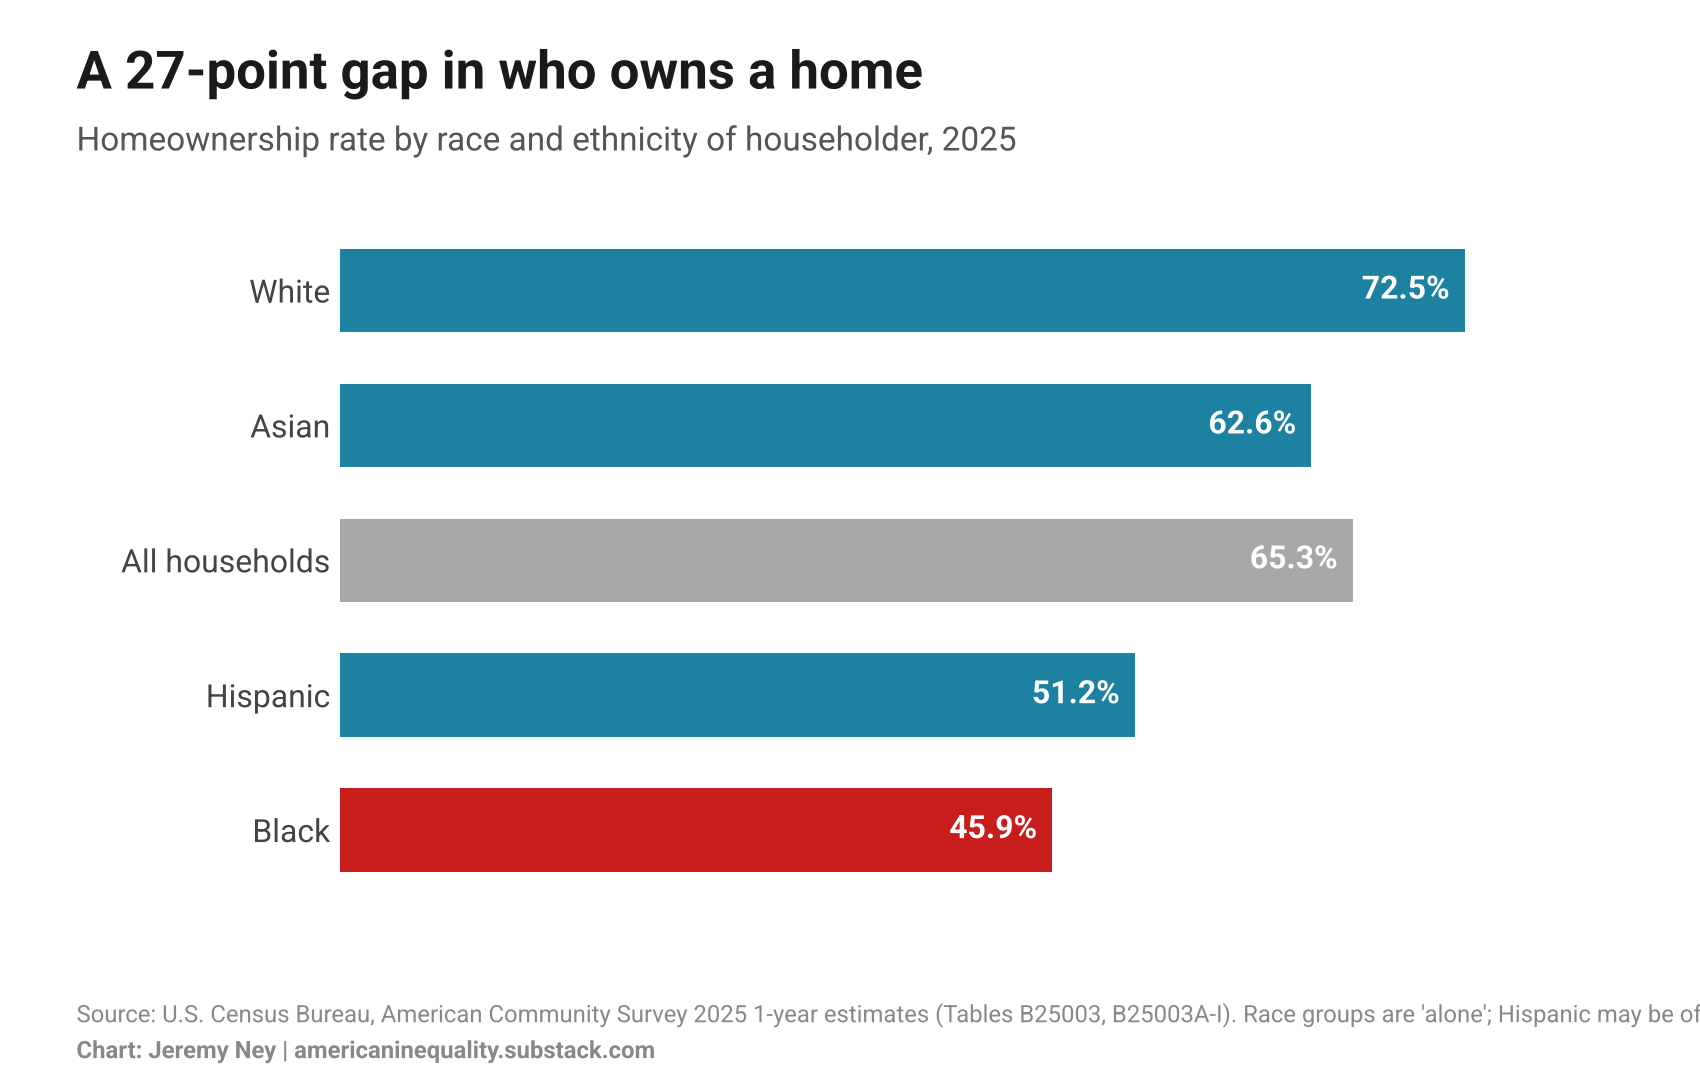 A 27-point gap in who owns a home
Homeownership rate by race and ethnicity of householder, 2025
White 72.5%
Asian 62.6%
All households 65.3%
Hispanic 51.2%
Black 45.9%
Source: U.S. Census Bureau, American Community Survey 2025 1-year estimates (Tables B25003, B25003A-I). Race groups are 'alone'; Hispanic may be of
Chart: Jeremy Ney | americaninequality.substack.com